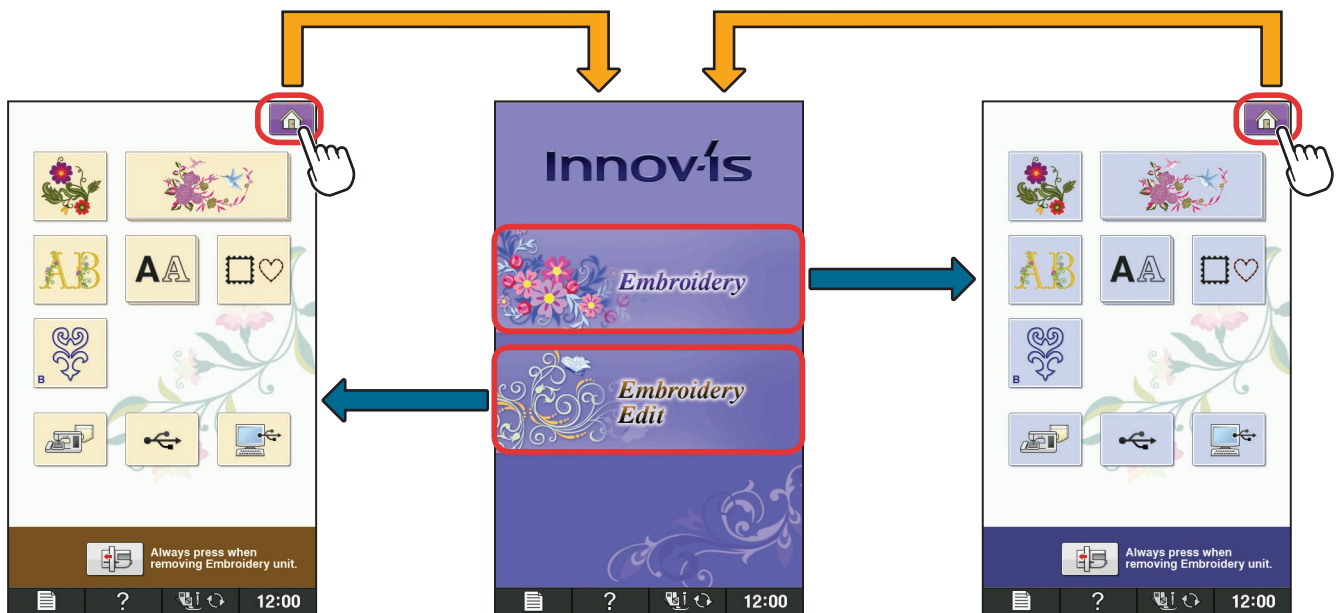 AB
AA
B
Always press when
removing Embroidery unit.
?
12:00
Innov-ís
Embroidery
Embroidery
Edit
?
12:00
AB
AA
B
Always press when
removing Embroidery unit.
?
12:00